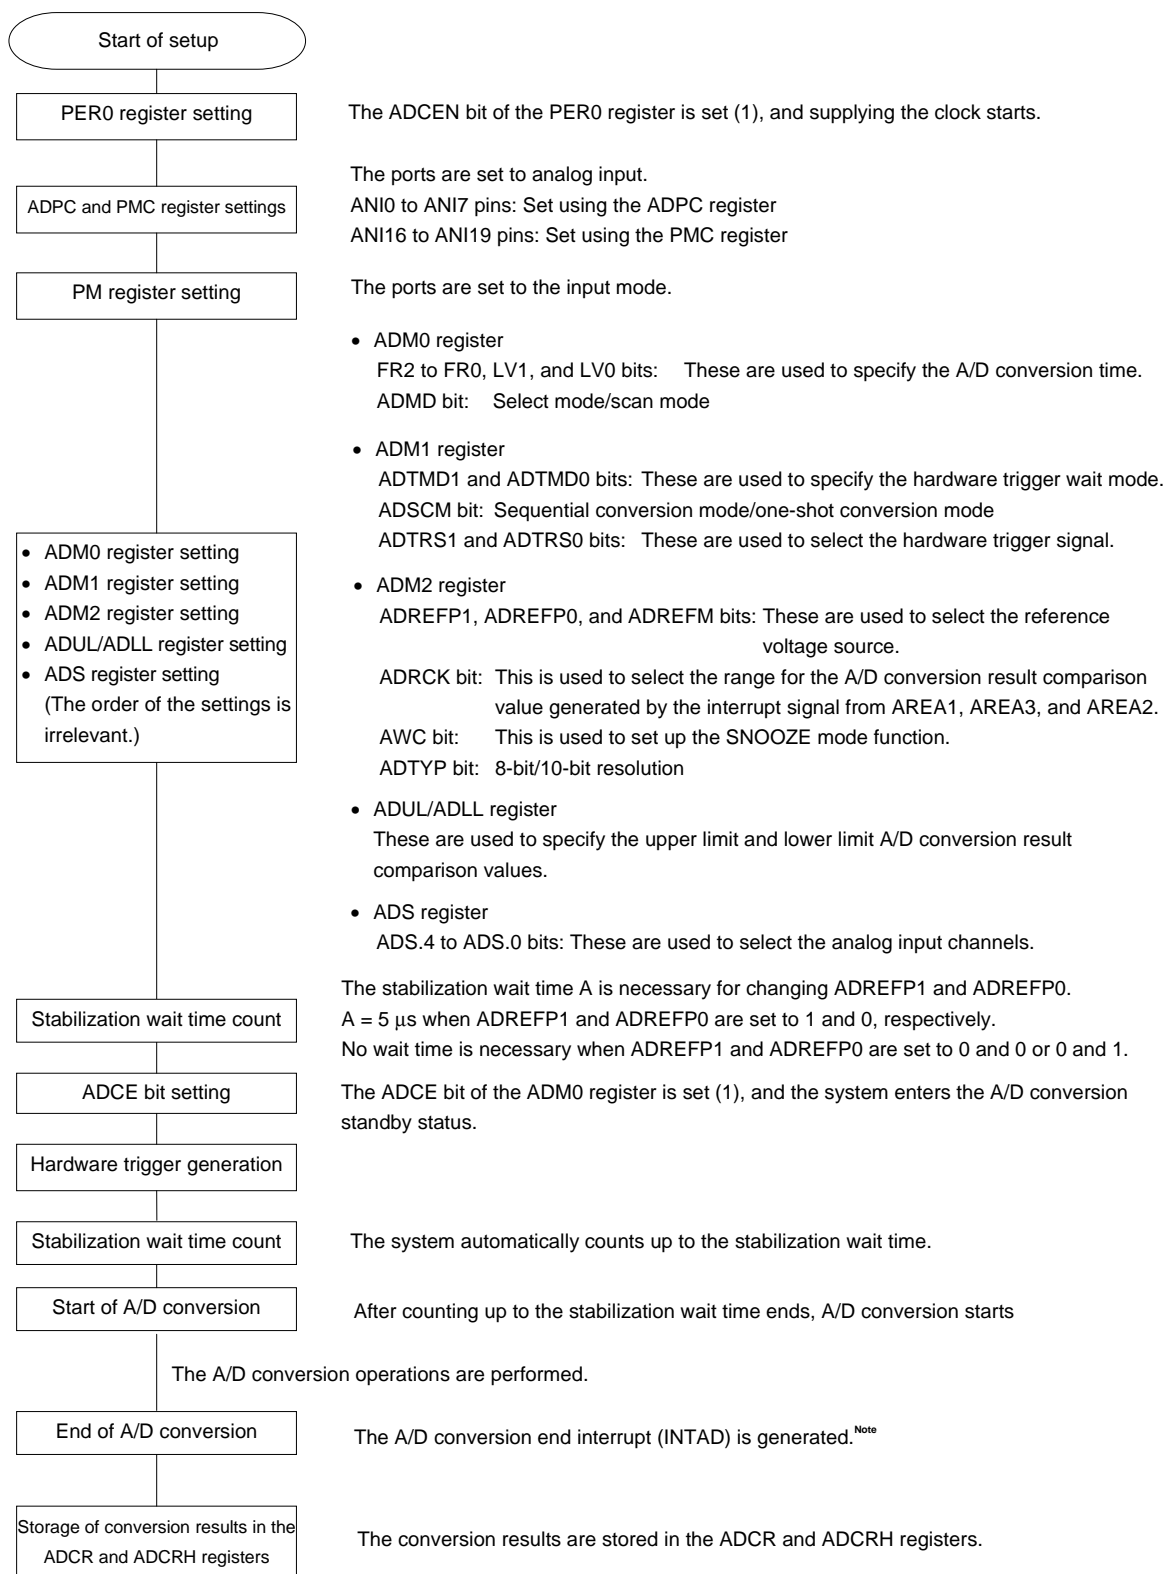 Start of setup
PER0 register setting
The ADCEN bit of the PER0 register is set (1), and supplying the clock starts.
ADPC and PMC register settings
The ports are set to analog input.
ANI0 to ANI7 pins: Set using the ADPC register
ANI16 to ANI19 pins: Set using the PMC register
PM register setting
The ports are set to the input mode.
• ADM0 register setting
• ADM1 register setting
• ADM2 register setting
• ADUL/ADLL register setting
• ADS register setting
(The order of the settings is
irrelevant.)
• ADM0 register
FR2 to FR0, LV1, and LV0 bits: These are used to specify the A/D conversion time.
ADMD bit: Select mode/scan mode
• ADM1 register
ADTMD1 and ADTMD0 bits: These are used to specify the hardware trigger wait mode.
ADSCM bit: Sequential conversion mode/one-shot conversion mode
ADTRS1 and ADTRS0 bits: These are used to select the hardware trigger signal.
• ADM2 register
ADREFP1, ADREFP0, and ADREFM bits: These are used to select the reference
voltage source.
ADRCK bit: This is used to select the range for the A/D conversion result comparison
value generated by the interrupt signal from AREA1, AREA3, and AREA2.
AWC bit: This is used to set up the SNOOZE mode function.
ADTYP bit: 8-bit/10-bit resolution
• ADUL/ADLL register
These are used to specify the upper limit and lower limit A/D conversion result
comparison values.
• ADS register
ADS.4 to ADS.0 bits: These are used to select the analog input channels.
Stabilization wait time count
The stabilization wait time A is necessary for changing ADREFP1 and ADREFP0.
A = 5 μs when ADREFP1 and ADREFP0 are set to 1 and 0, respectively.
No wait time is necessary when ADREFP1 and ADREFP0 are set to 0 and 0 or 0 and 1.
ADCE bit setting
The ADCE bit of the ADM0 register is set (1), and the system enters the A/D conversion
standby status.
Hardware trigger generation
Stabilization wait time count
The system automatically counts up to the stabilization wait time.
Start of A/D conversion
After counting up to the stabilization wait time ends, A/D conversion starts
The A/D conversion operations are performed.
End of A/D conversion
The A/D conversion end interrupt (INTAD) is generated.Note
Storage of conversion results in the
ADCR and ADCRH registers
The conversion results are stored in the ADCR and ADCRH registers.